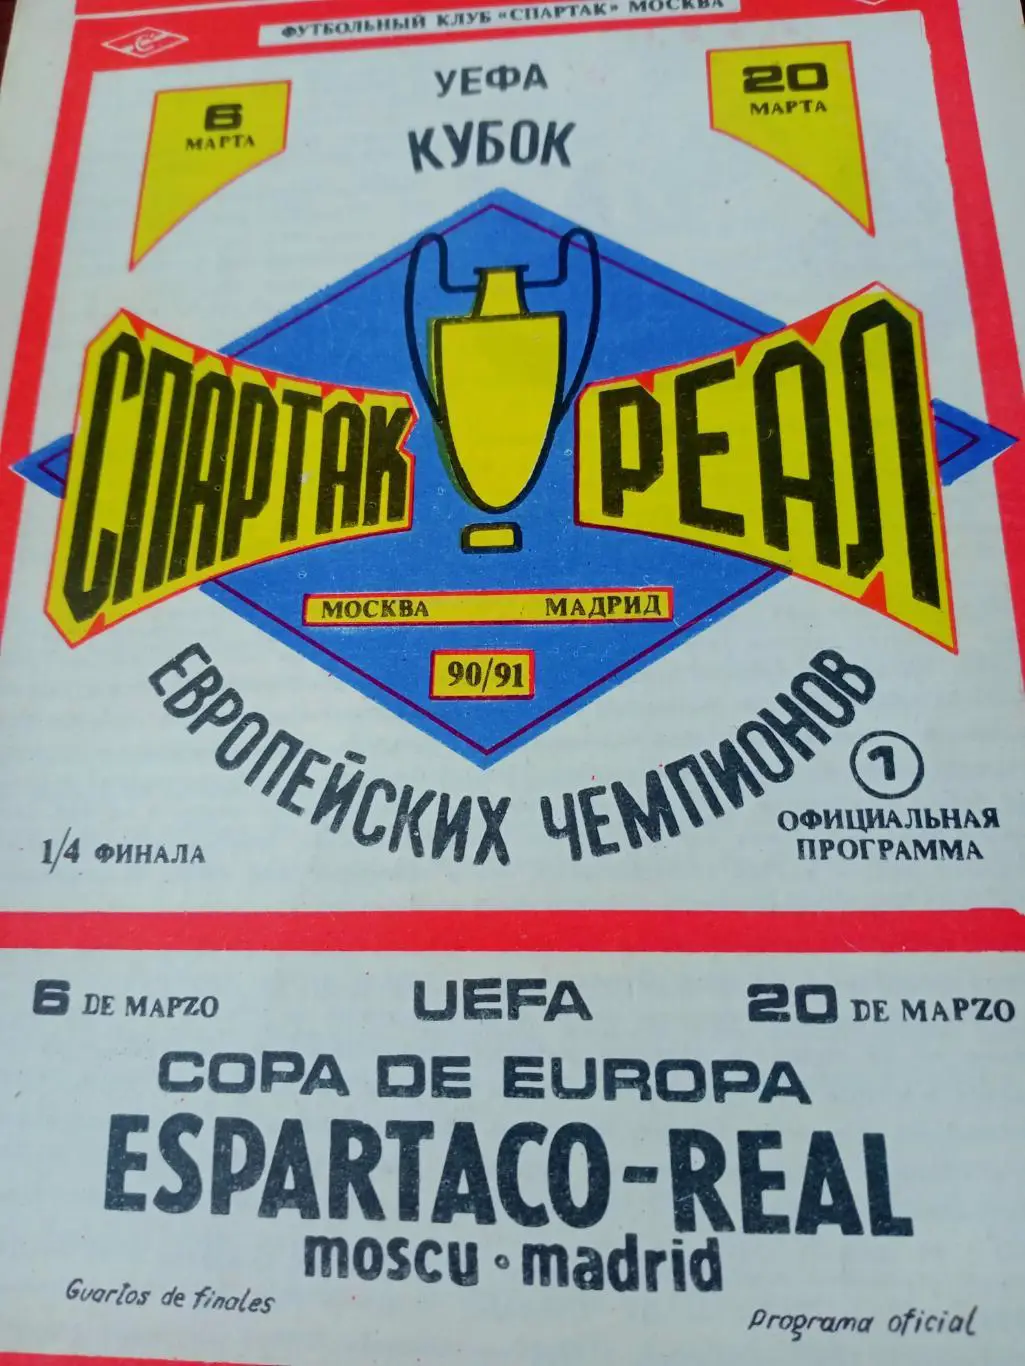 ФУТБОЛЬНЫЙ КЛУБ «СПАРТАК» МОСКВА
УЕФА
6
МАРТА
20
МАРТА
КУБОК
СПАРТАК
РЕАЛ
МОСКВА МАДРИД
90/91
ЕВРОПЕЙСКИХ ЧЕМПИОНОВ
1
1/4 ФИНАЛА
ОФИЦИАЛЬНАЯ
ПРОГРАММА
6 DE MAPZO
UEFA
20 DE MAPZO
COPA DE EUROPA
ESPARTACO-REAL
moscu · madrid
Guartos de finales
Programa oficial